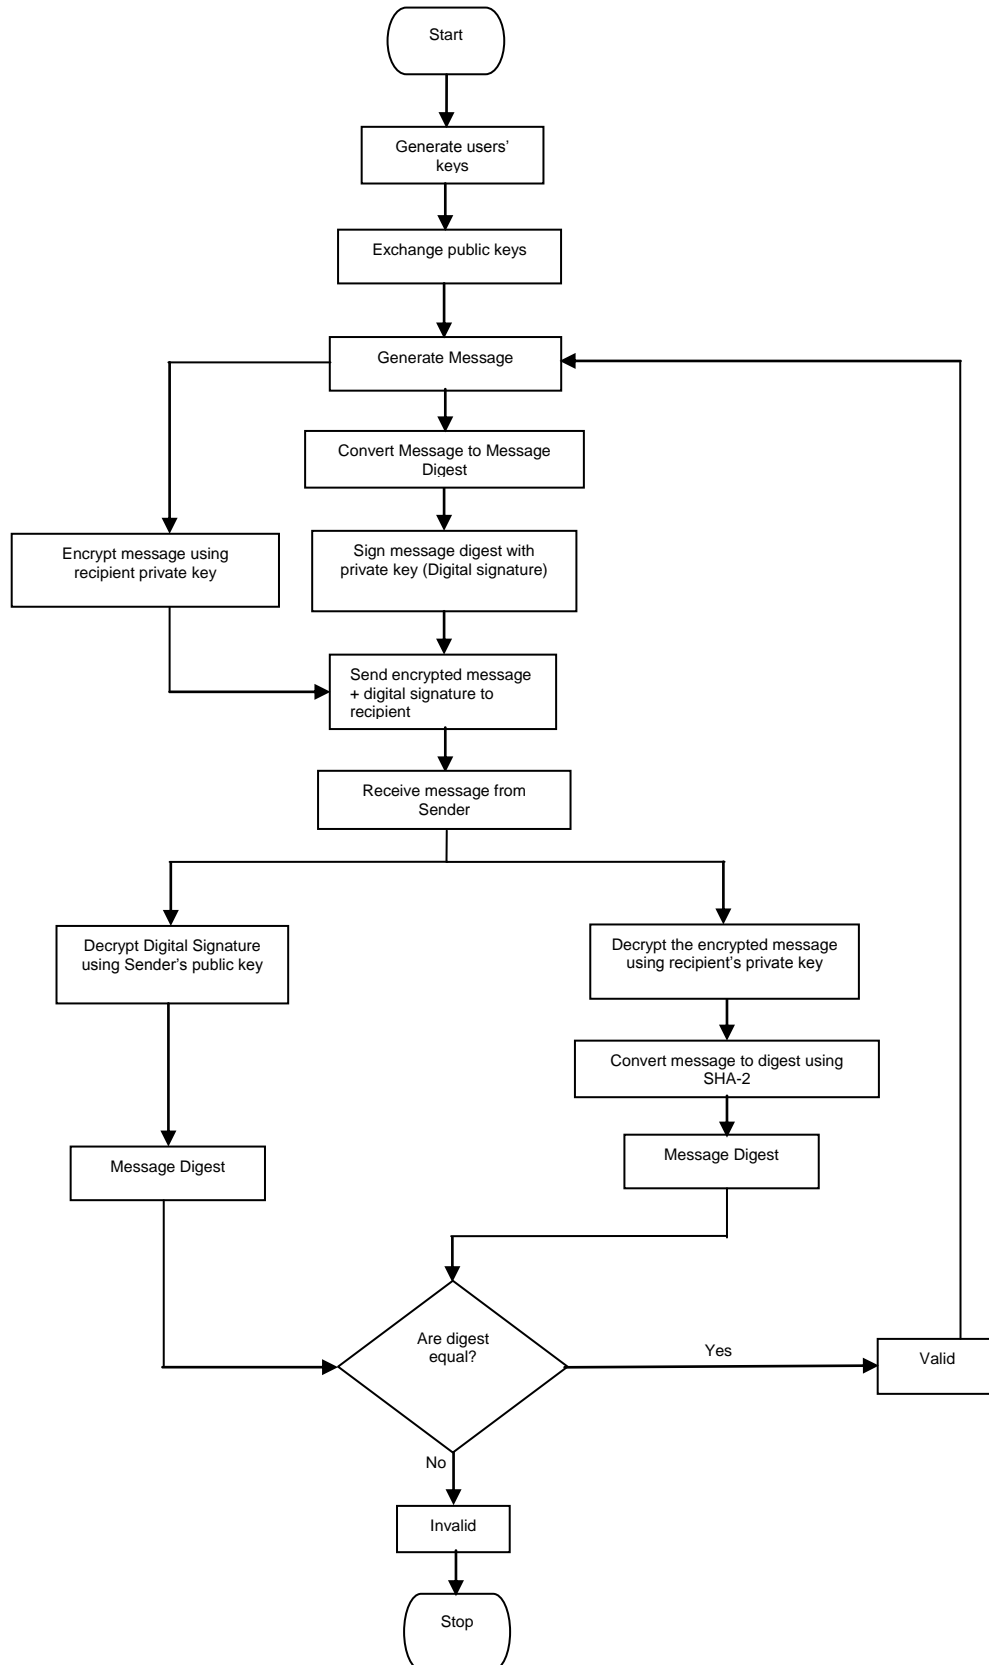 Start
Generate users'
keys
Exchange public keys
Generate Message
Convert Message to Message
Digest
Encrypt message using
recipient private key
Sign message digest with
private key (Digital signature)
Send encrypted message
+ digital signature to
recipient
Receive message from
Sender
Decrypt Digital Signature
using Sender's public key
Decrypt the encrypted message
using recipient's private key
Convert message to digest using
SHA-2
Message Digest
Message Digest
Are digest
equal?
Yes
Valid
No
Invalid
Stop